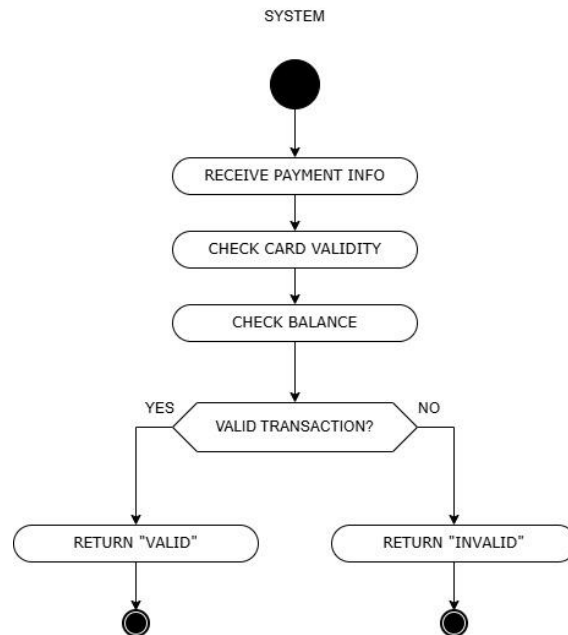 SYSTEM
RECEIVE PAYMENT INFO
CHECK CARD VALIDITY
CHECK BALANCE
YES
VALID TRANSACTION?
NO
RETURN "VALID"
RETURN "INVALID"